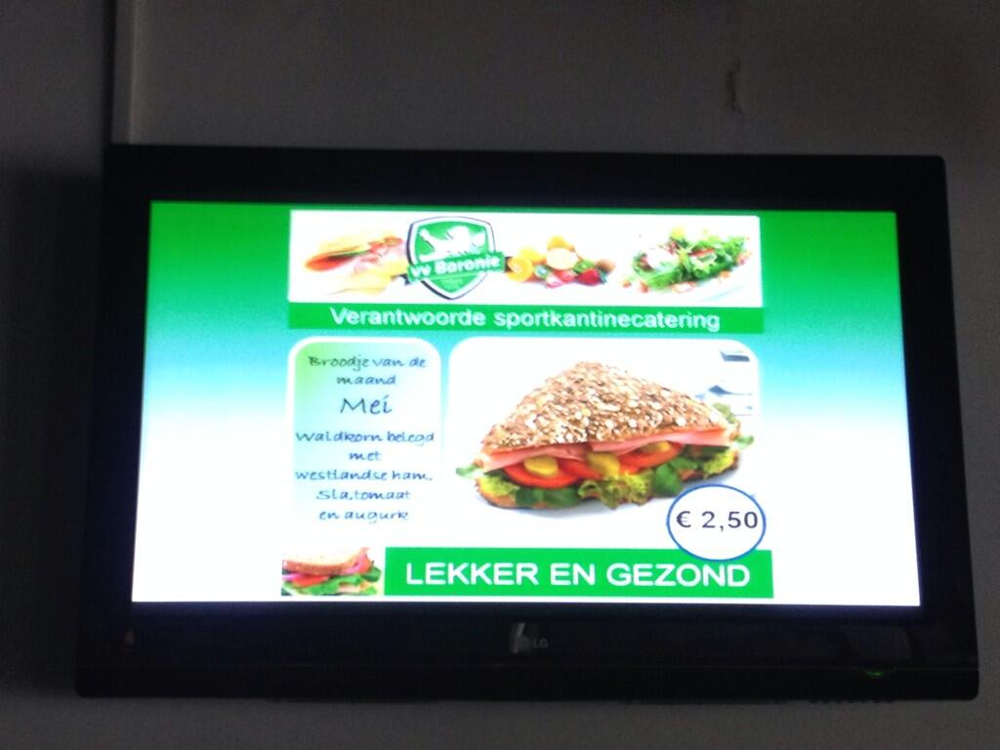 vv Baronie
Verantwoorde sportkantinecatering
Broodje van de
maand
Mei
Waldkorn belegd
met
westlandse ham,
Sla,tomaat
en augurk
€ 2,50
LEKKER EN GEZOND
LG